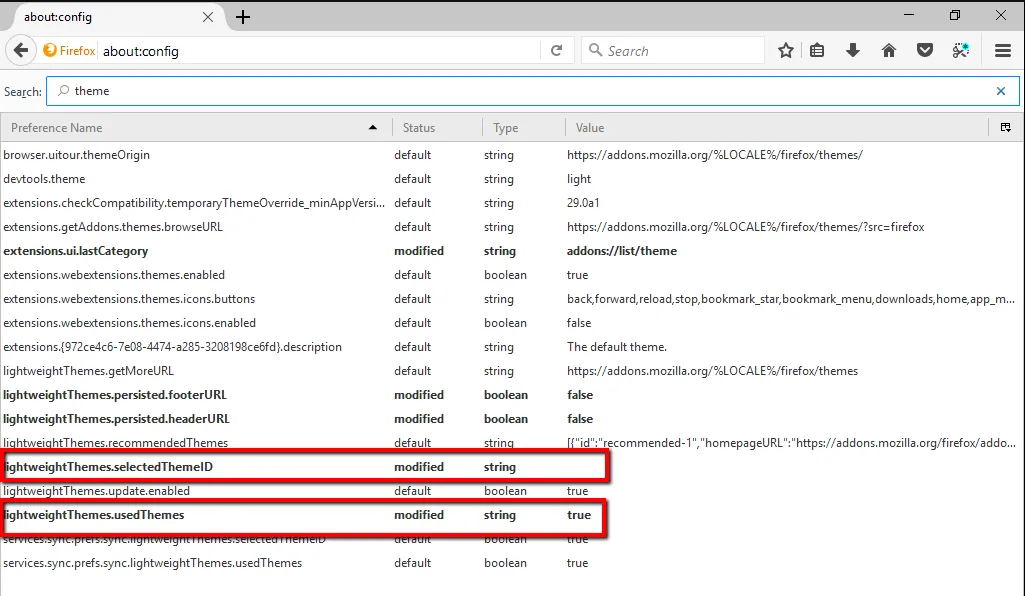 about:config
Firefox about:config Search
Search: theme
Preference Name Status Type Value
browser.uitour.themeOrigin default string https://addons.mozilla.org/%LOCALE%/firefox/themes/
devtools.theme default string light
extensions.checkCompatibility.temporaryThemeOverride_minAppVersi... default string 29.0a1
extensions.getAddons.themes.browseURL default string https://addons.mozilla.org/%LOCALE%/firefox/themes/?src=firefox
extensions.ui.lastCategory modified string addons://list/theme
extensions.webextensions.themes.enabled default boolean true
extensions.webextensions.themes.icons.buttons default string back,forward,reload,stop,bookmark_star,bookmark_menu,downloads,home,app_m...
extensions.webextensions.themes.icons.enabled default boolean false
extensions.{972ce4c6-7e08-4474-a285-3208198ce6fd}.description default string The default theme.
lightweightThemes.getMoreURL default string https://addons.mozilla.org/%LOCALE%/firefox/themes
lightweightThemes.persisted.footerURL modified boolean false
lightweightThemes.persisted.headerURL modified boolean false
lightweightThemes.recommendedThemes default string [{"id":"recommended-1","homepageURL":"https://addons.mozilla.org/firefox/addo...
lightweightThemes.selectedThemeID modified string
lightweightThemes.update.enabled default boolean true
lightweightThemes.usedThemes modified string true
services.sync.prefs.sync.lightweightThemes.selectedThemeID default boolean true
services.sync.prefs.sync.lightweightThemes.usedThemes default boolean true